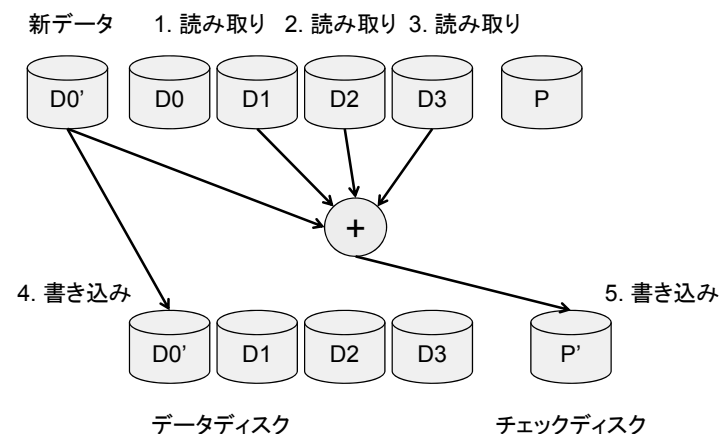 新データ 1. 読み取り 2. 読み取り 3. 読み取り
D0' D0 D1 D2 D3 P
+
4. 書き込み 5. 書き込み
D0' D1 D2 D3 P'
データディスク チェックディスク